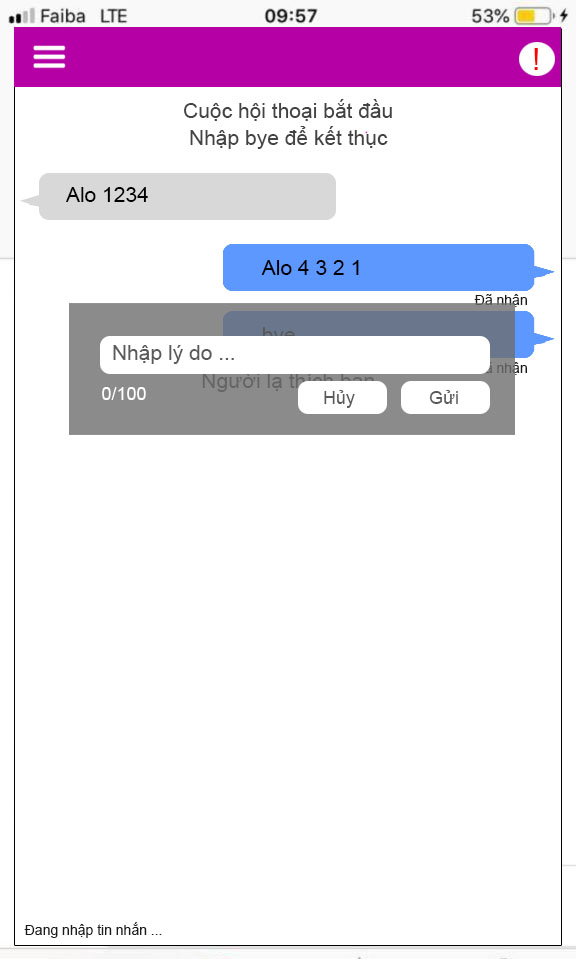 Faiba LTE 09:57 53%
!
Cuộc hội thoại bắt đầu
Nhập bye để kết thúc
Alo 1234
Alo 4 3 2 1
Đã nhận
bye
Nhập lý do ...
nhận
Người lạ thích bạn
0/100
Hủy Gửi
Đang nhập tin nhắn ...